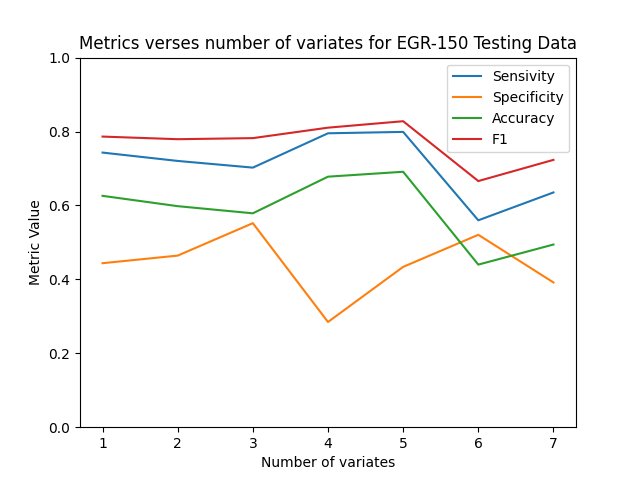 Metrics verses number of variates for EGR-150 Testing Data
1.0
0.8
0.6
0.4
0.2
0.0
Metric Value
Sensivity
Specificity
Accuracy
F1
1 2 3 4 5 6 7
Number of variates